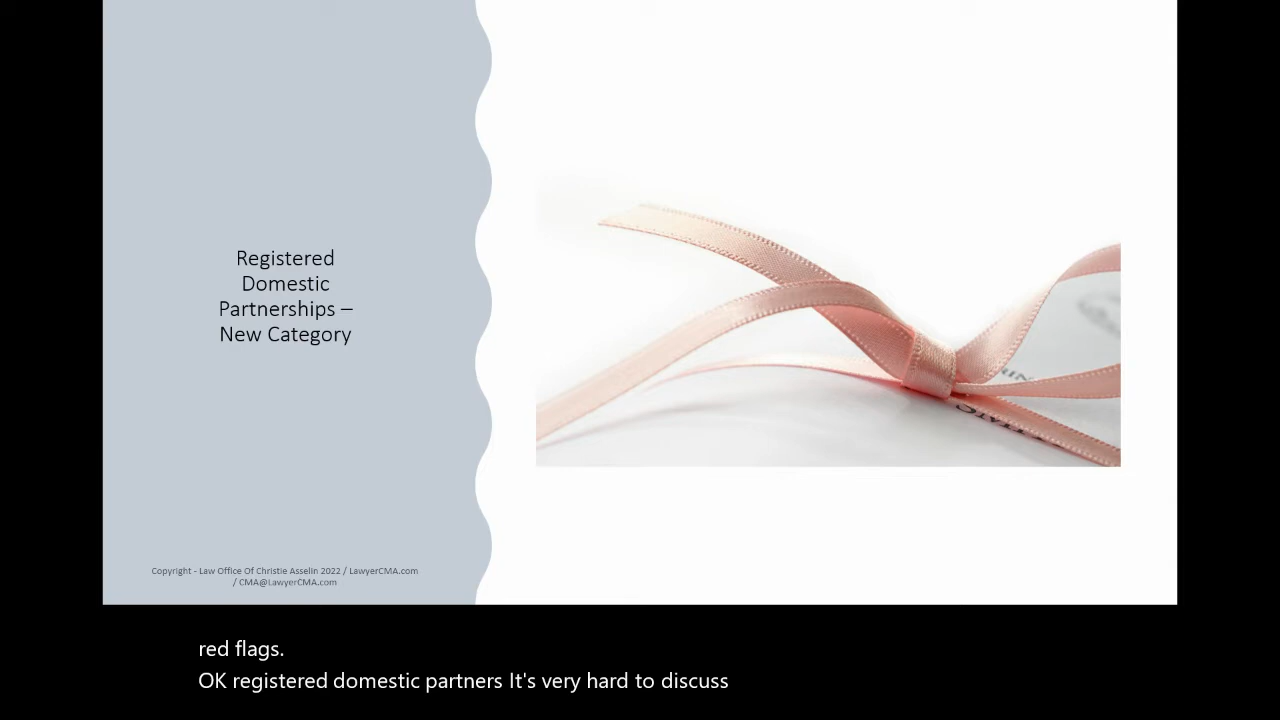 Registered
Domestic
Partnerships –
New Category
Copyright - Law Office Of Christie Asselin 2022 / LawyerCMA.com
/ CMA@LawyerCMA.com
red flags.
OK registered domestic partners It's very hard to discuss